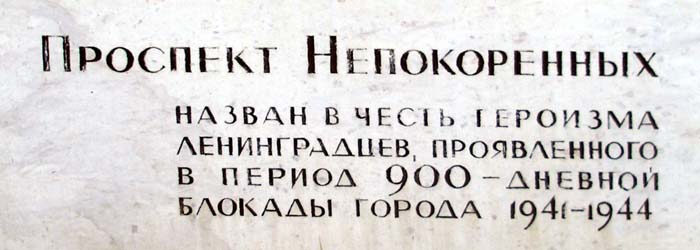 Проспект Непокоренных
НАЗВАН В ЧЕСТЬ ГЕРОИЗМА
ЛЕНИНГРАДЦЕВ, ПРОЯВЛЕННОГО
В ПЕРИОД 900-ДНЕВНОЙ
БЛОКАДЫ ГОРОДА 1941-1944